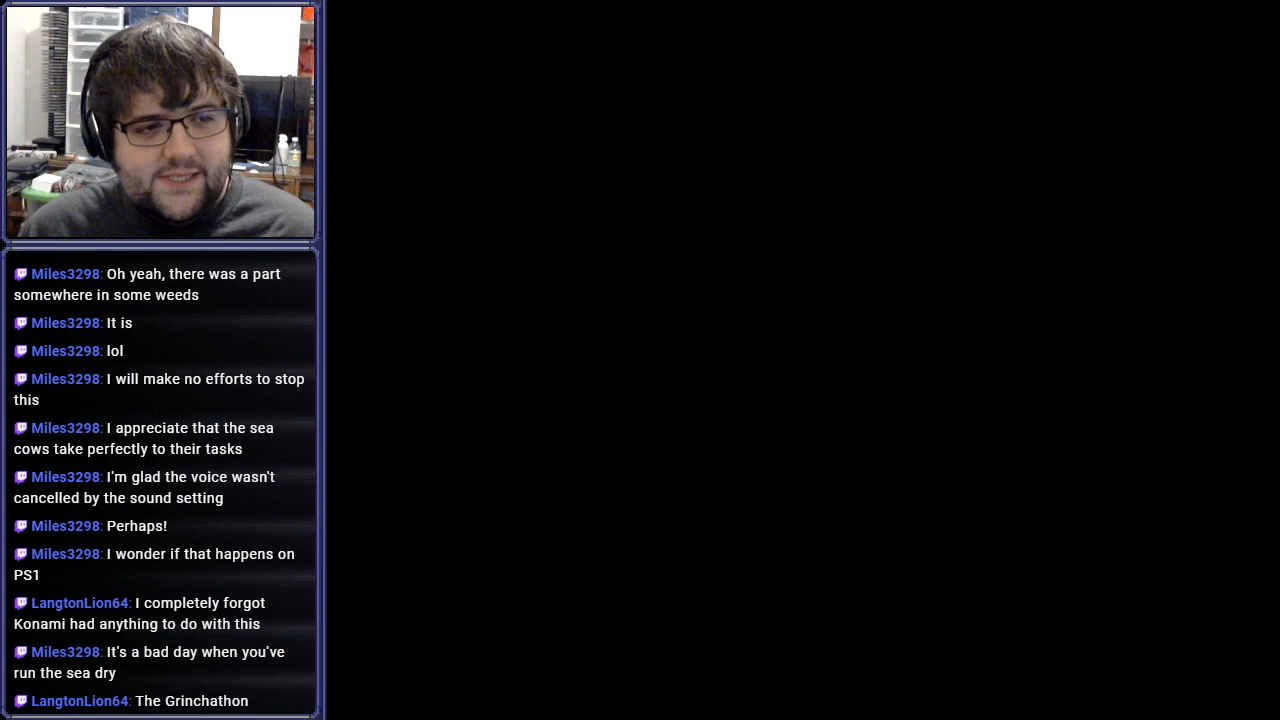 Miles3298: Oh yeah, there was a part
somewhere in some weeds
Miles3298: It is
Miles3298: lol
Miles3298: I will make no efforts to stop
this
Miles3298: I appreciate that the sea
cows take perfectly to their tasks
Miles3298: I'm glad the voice wasn't
cancelled by the sound setting
Miles3298: Perhaps!
Miles3298: I wonder if that happens on
PS1
LangtonLion64: I completely forgot
Konami had anything to do with this
Miles3298: It's a bad day when you've
run the sea dry
LangtonLion64: The Grinchathon